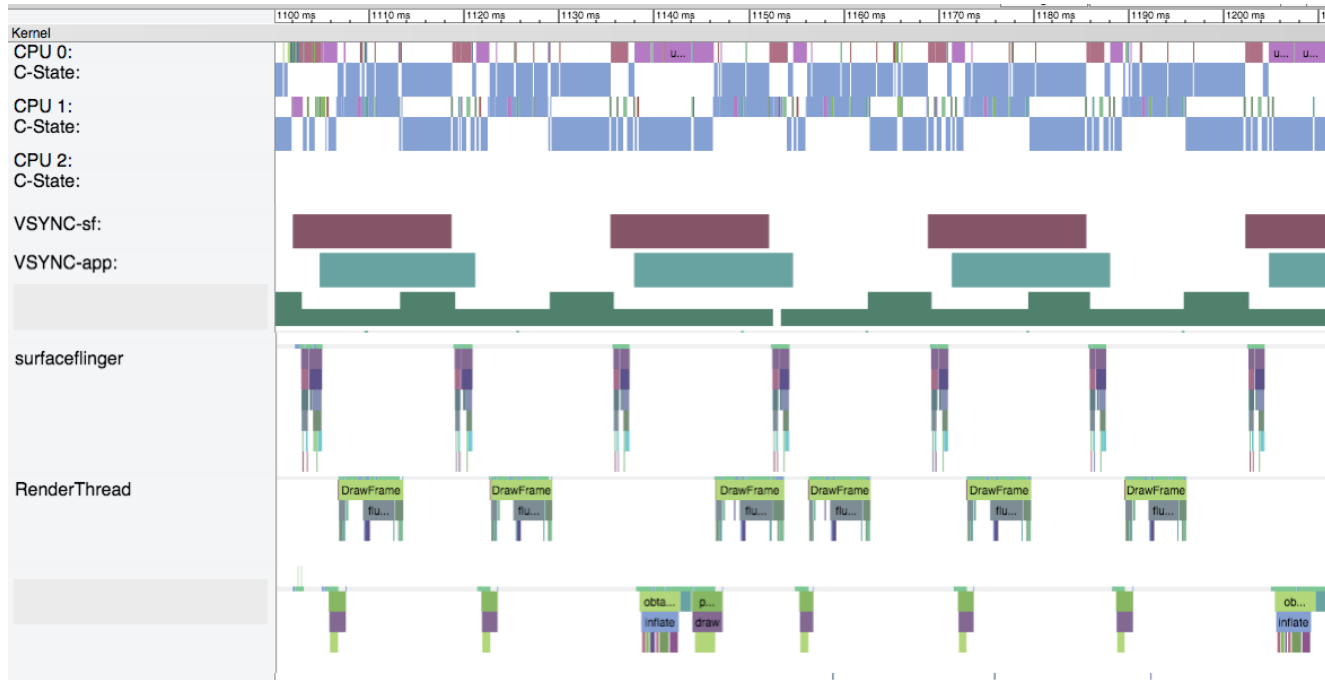 1100 ms 1110 ms 1120 ms 1130 ms 1140 ms 1150 ms 1160 ms 1170 ms 1180 ms 1190 ms 1200 ms
Kernel
CPU 0:
u... u... u...
C-State:
CPU 1:
C-State:
CPU 2:
C-State:
VSYNC-sf:
VSYNC-app:
surfaceflinger
RenderThread
DrawFrame DrawFrame DrawFrame DrawFrame DrawFrame DrawFrame
flu... flu... flu... flu... flu... flu...
obta... p... ob...
inflate draw inflate